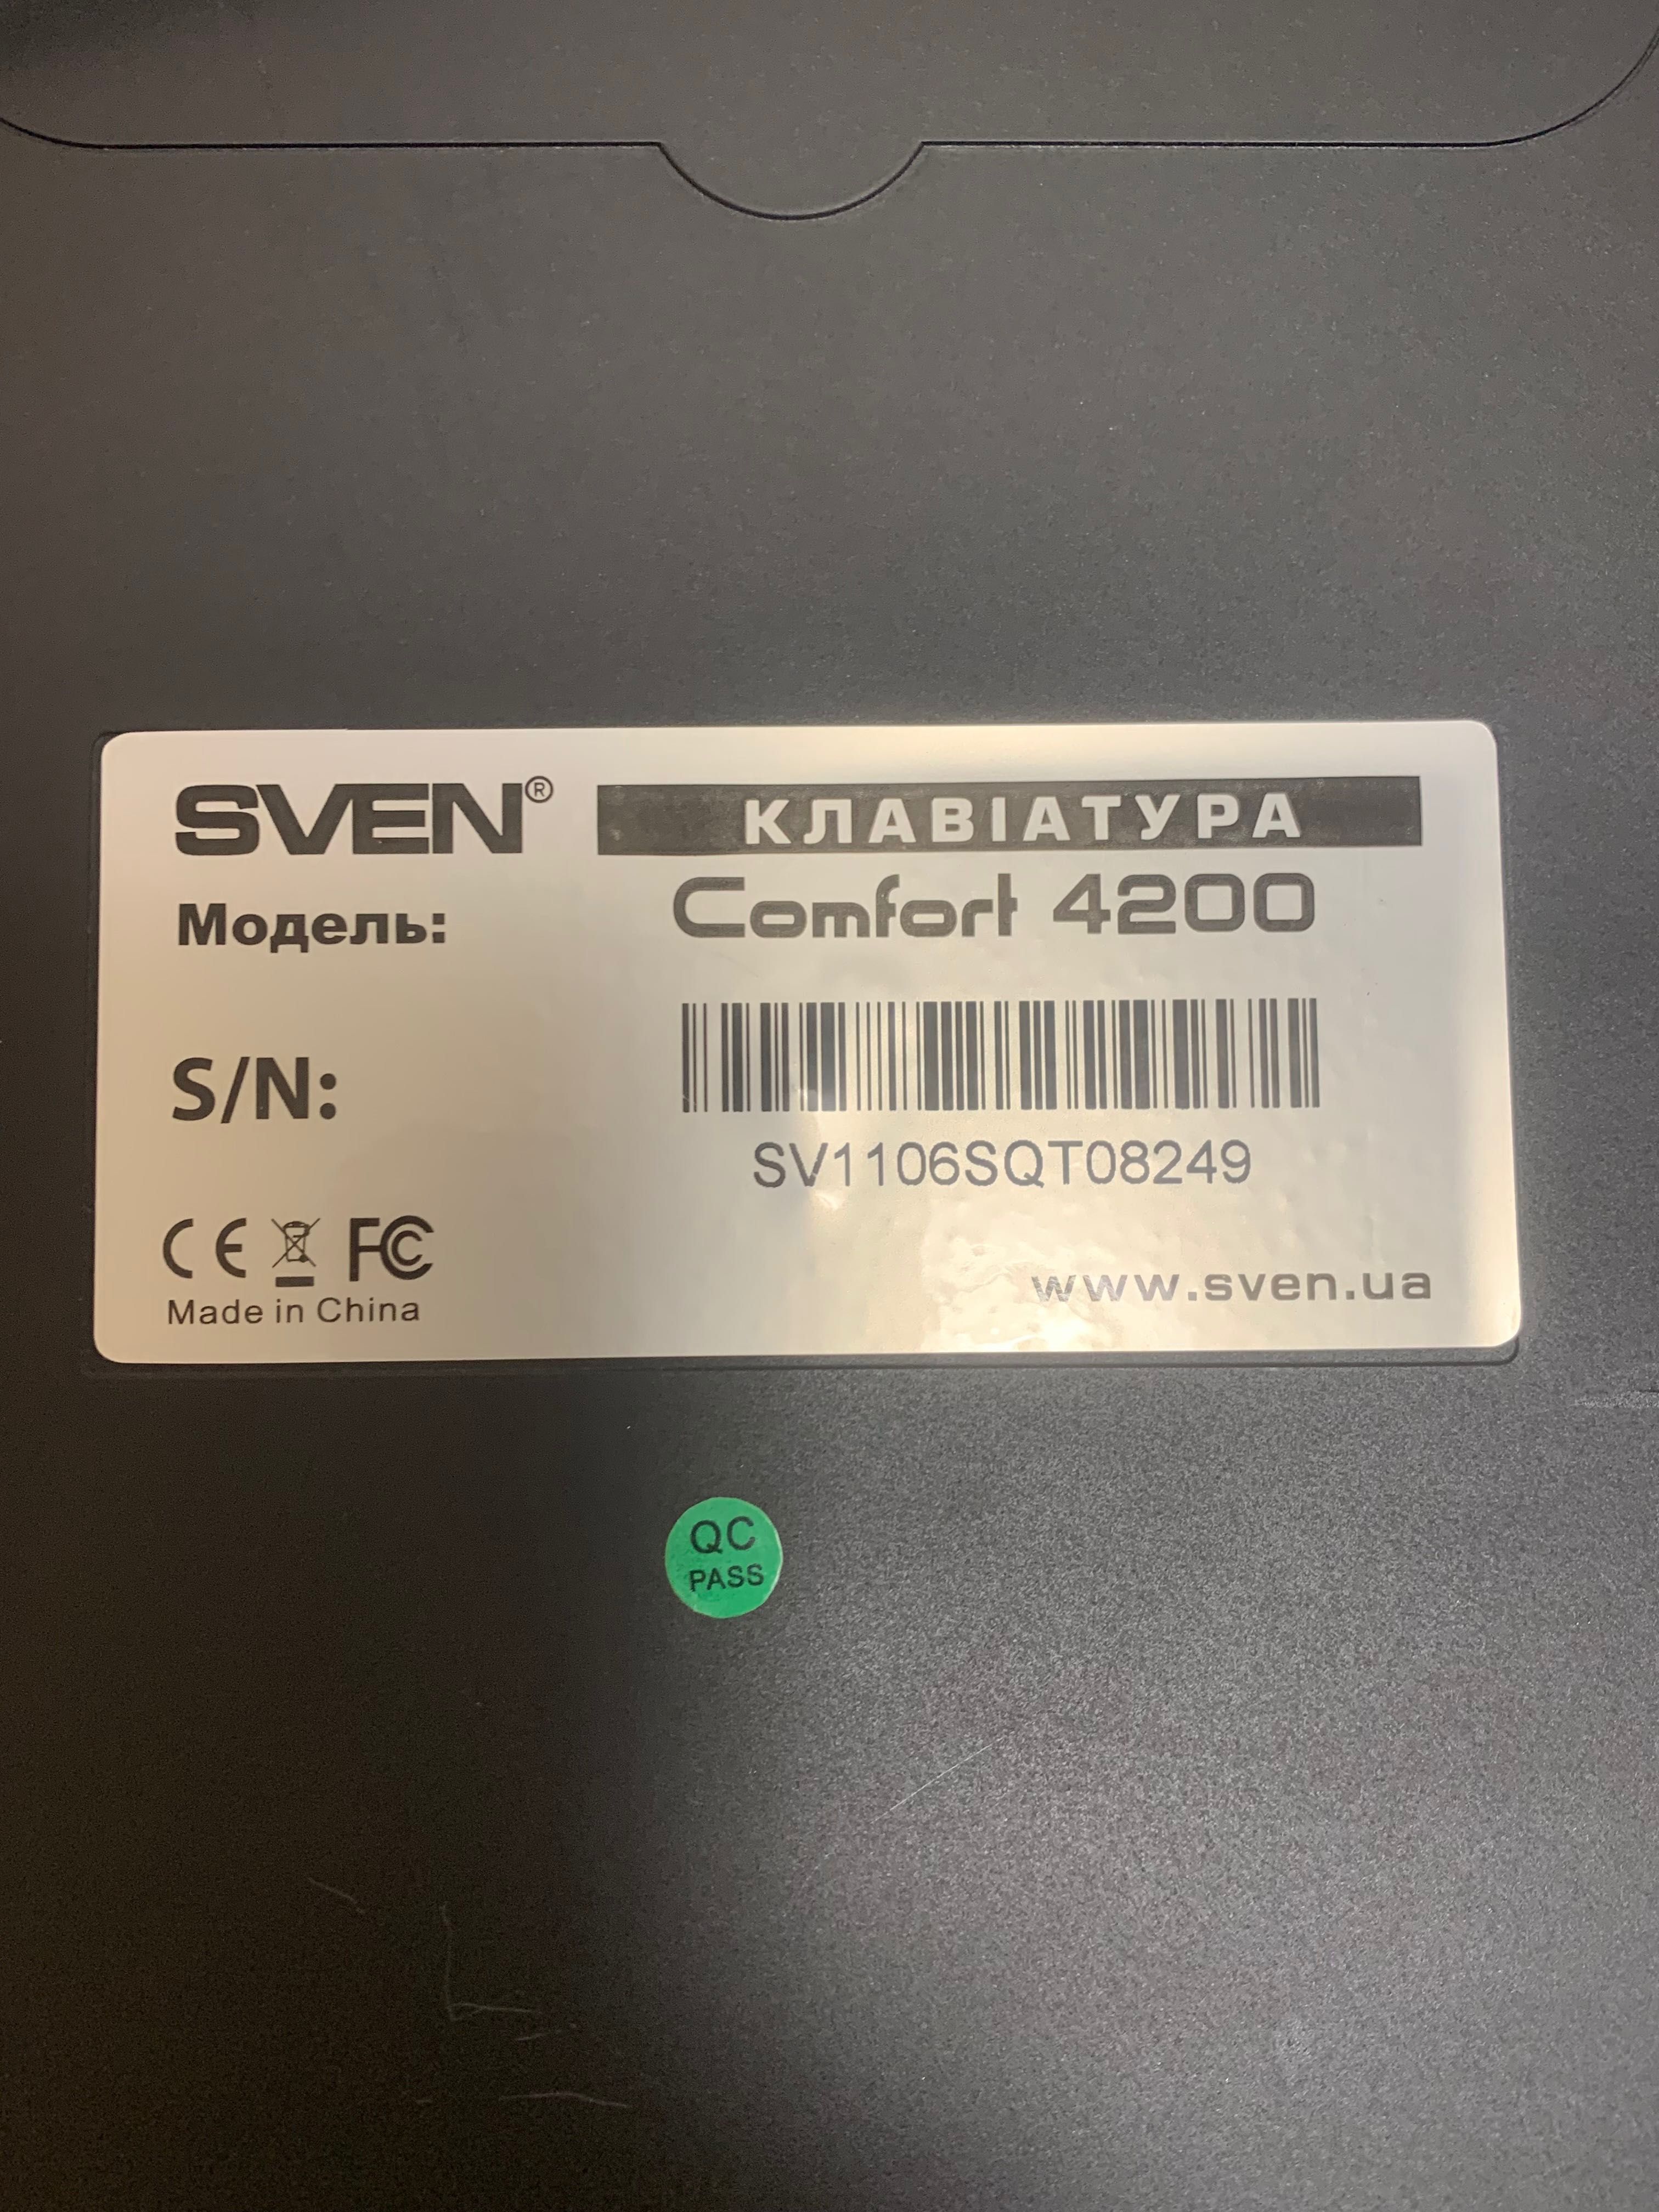 SVEN® КЛАВІАТУРА
Модель: Comfort 4200
S/N:
SV1106SQT08249
CE FC
Made in China
www.sven.ua
QC
PASS